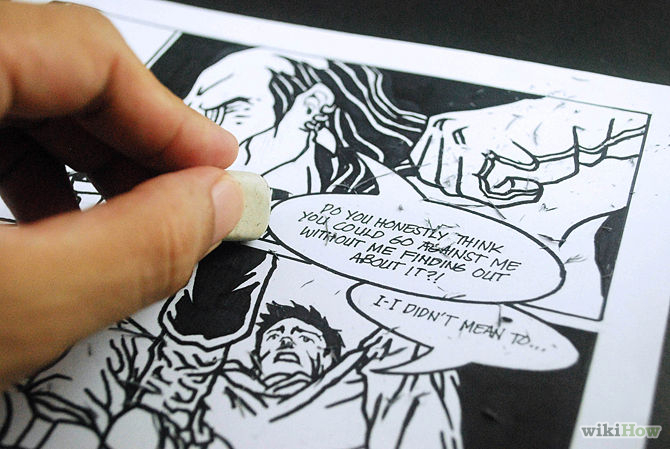 DO YOU HONESTLY THINK
YOU COULD GO AGAINST ME
WITHOUT ME FINDING OUT
ABOUT IT?!
I-I DIDN'T MEAN TO...
wikiHow